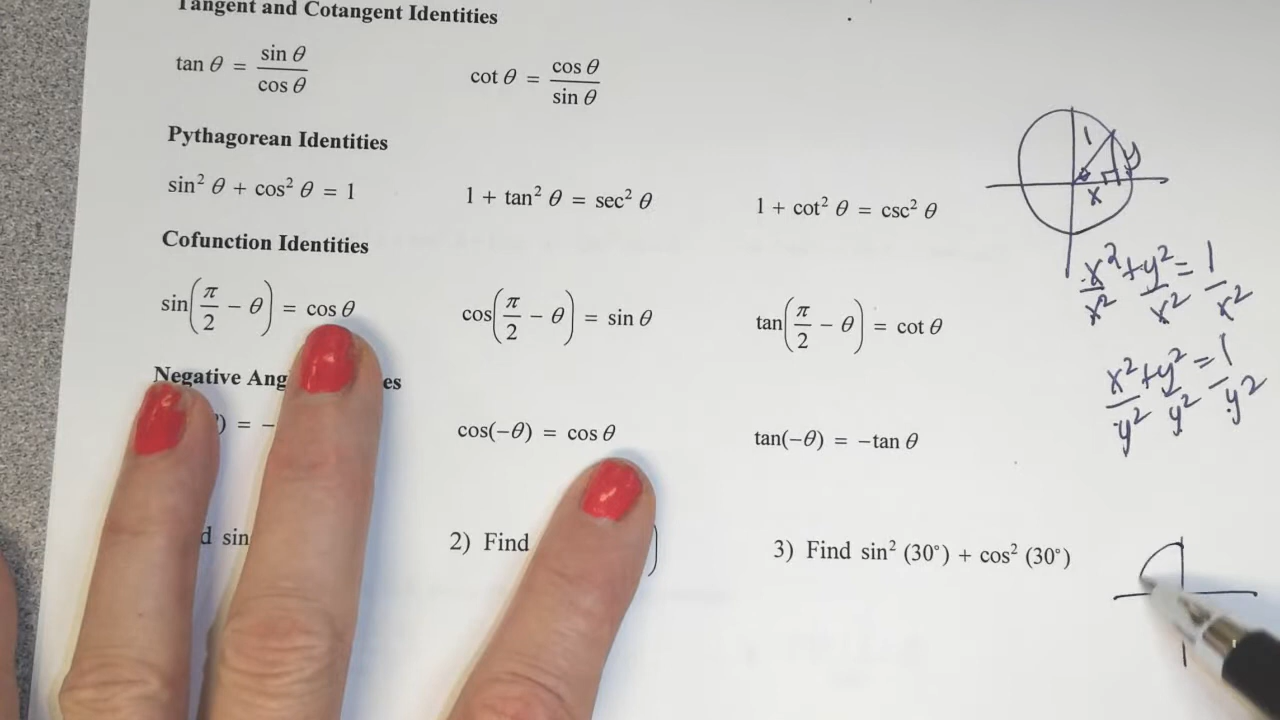 Tangent and Cotangent Identities
tan θ = sin θ / cos θ    cot θ = cos θ / sin θ
Pythagorean Identities
sin² θ + cos² θ = 1    1 + tan² θ = sec² θ    1 + cot² θ = csc² θ
Cofunction Identities
sin(π/2 − θ) = cos θ    cos(π/2 − θ) = sin θ    tan(π/2 − θ) = cot θ
Negative Ang    es
) = −    cos(−θ) = cos θ    tan(−θ) = −tan θ
d sin    2) Find    )    3) Find sin² (30°) + cos² (30°)
1
y
x
x²/x² + y²/x² = 1/x²
x²/y² + y²/y² = 1/y²